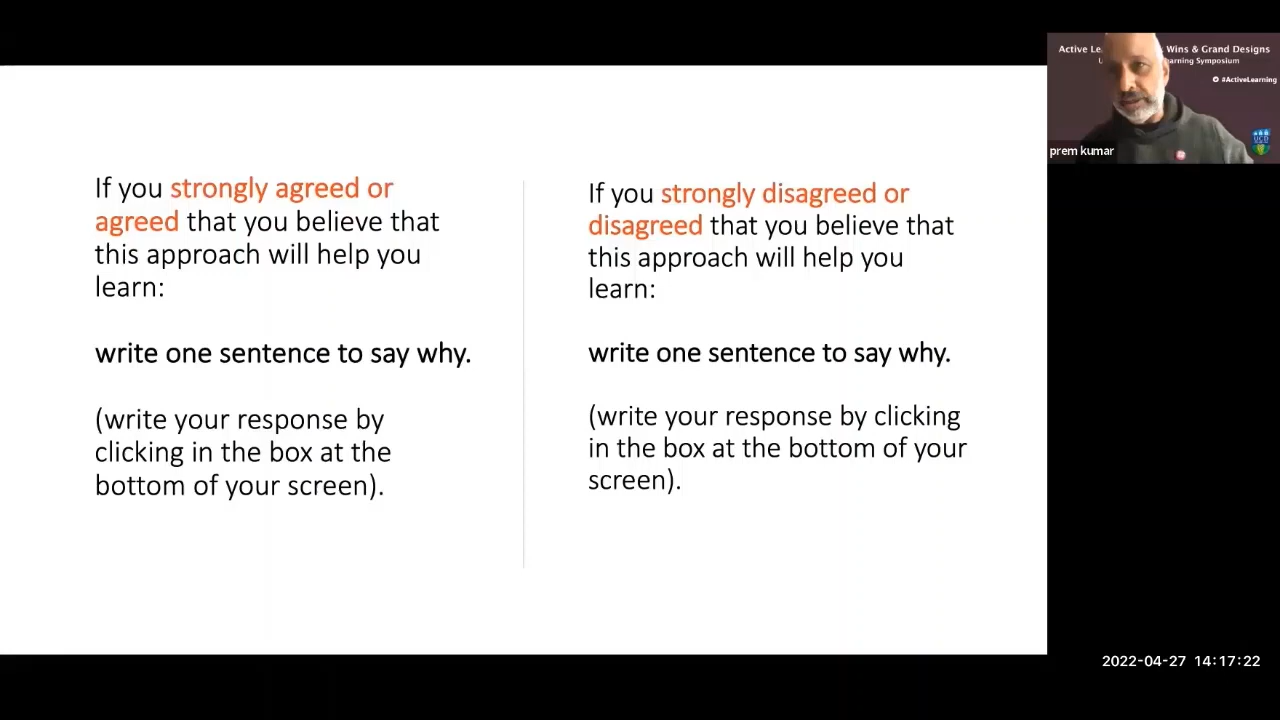 If you strongly agreed or
agreed that you believe that
this approach will help you
learn:
write one sentence to say why.
(write your response by
clicking in the box at the
bottom of your screen).
If you strongly disagreed or
disagreed that you believe that
this approach will help you
learn:
write one sentence to say why.
(write your response by clicking
in the box at the bottom of your
screen).
Active Wins & Grand Designs
Symposium
#ActiveLearning
UCD
prem kumar
2022-04-27 14:17:22